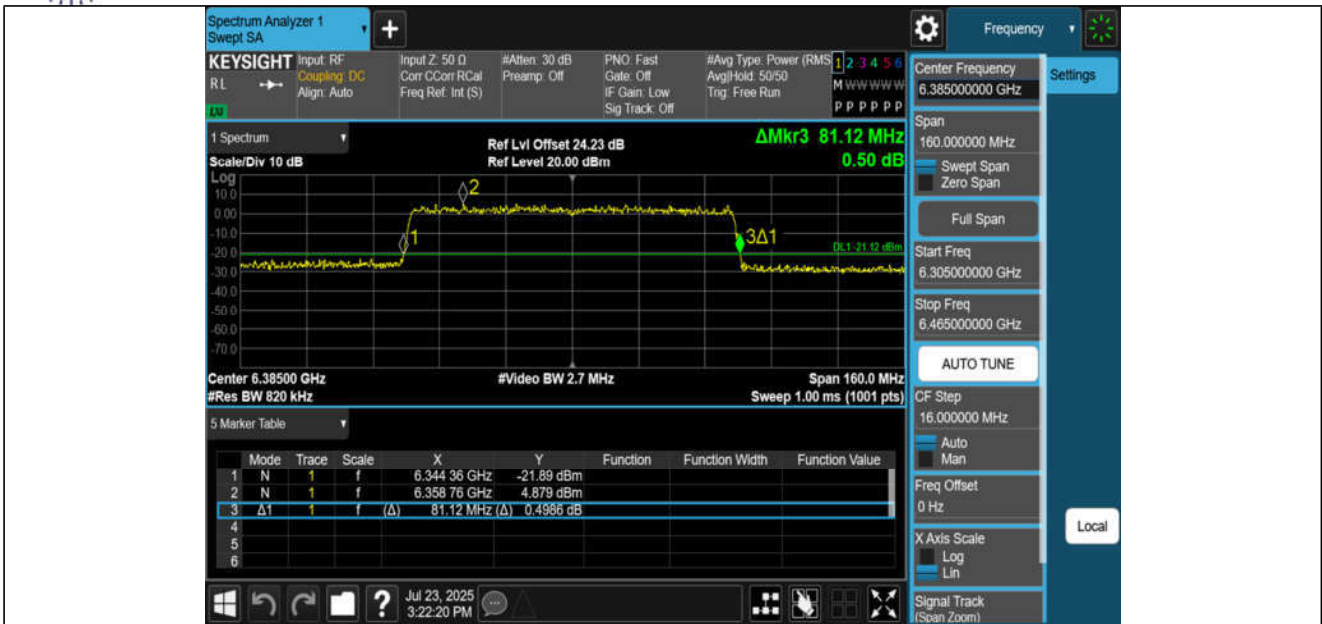 Spectrum Analyzer 1
Swept SA
+
Frequency
KEYSIGHT
RL
LXI
Input: RF
Coupling: DC
Align: Auto
Input Z: 50 Ω
Corr CCorr RCal
Freq Ref: Int (S)
#Atten: 30 dB
Preamp: Off
PNO: Fast
Gate: Off
IF Gain: Low
Sig Track: Off
#Avg Type: Power (RMS
Avg|Hold: 50/50
Trig: Free Run
1 2 3 4 5 6
M W W W W W
P P P P P P
1 Spectrum
Scale/Div 10 dB
Ref Lvl Offset 24.23 dB
Ref Level 20.00 dBm
ΔMkr3 81.12 MHz
0.50 dB
Log
10.0
0.00
-10.0
-20.0
-30.0
-40.0
-50.0
-60.0
-70.0
2
1
3Δ1
DL1 -21.12 dBm
Center 6.38500 GHz
#Video BW 2.7 MHz
Span 160.0 MHz
#Res BW 820 kHz
Sweep 1.00 ms (1001 pts)
5 Marker Table
Mode Trace Scale X Y Function Function Width Function Value
1 N 1 f 6.344 36 GHz -21.89 dBm
2 N 1 f 6.358 76 GHz 4.879 dBm
3 Δ1 1 f (Δ) 81.12 MHz (Δ) 0.4986 dB
4
5
6
?
Jul 23, 2025
3:22:20 PM
Center Frequency
6.385000000 GHz
Settings
Span
160.000000 MHz
Swept Span
Zero Span
Full Span
Start Freq
6.305000000 GHz
Stop Freq
6.465000000 GHz
AUTO TUNE
CF Step
16.000000 MHz
Auto
Man
Freq Offset
0 Hz
X Axis Scale
Log
Lin
Local
Signal Track
(Span Zoom)